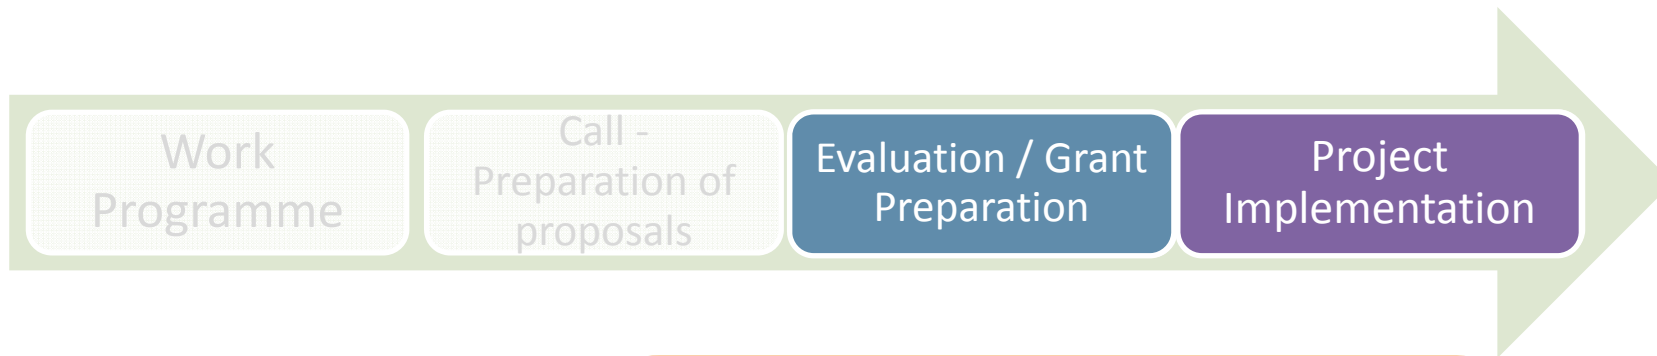 Work
Programme
Call -
Preparation of
proposals
Evaluation / Grant
Preparation
Project
Implementation